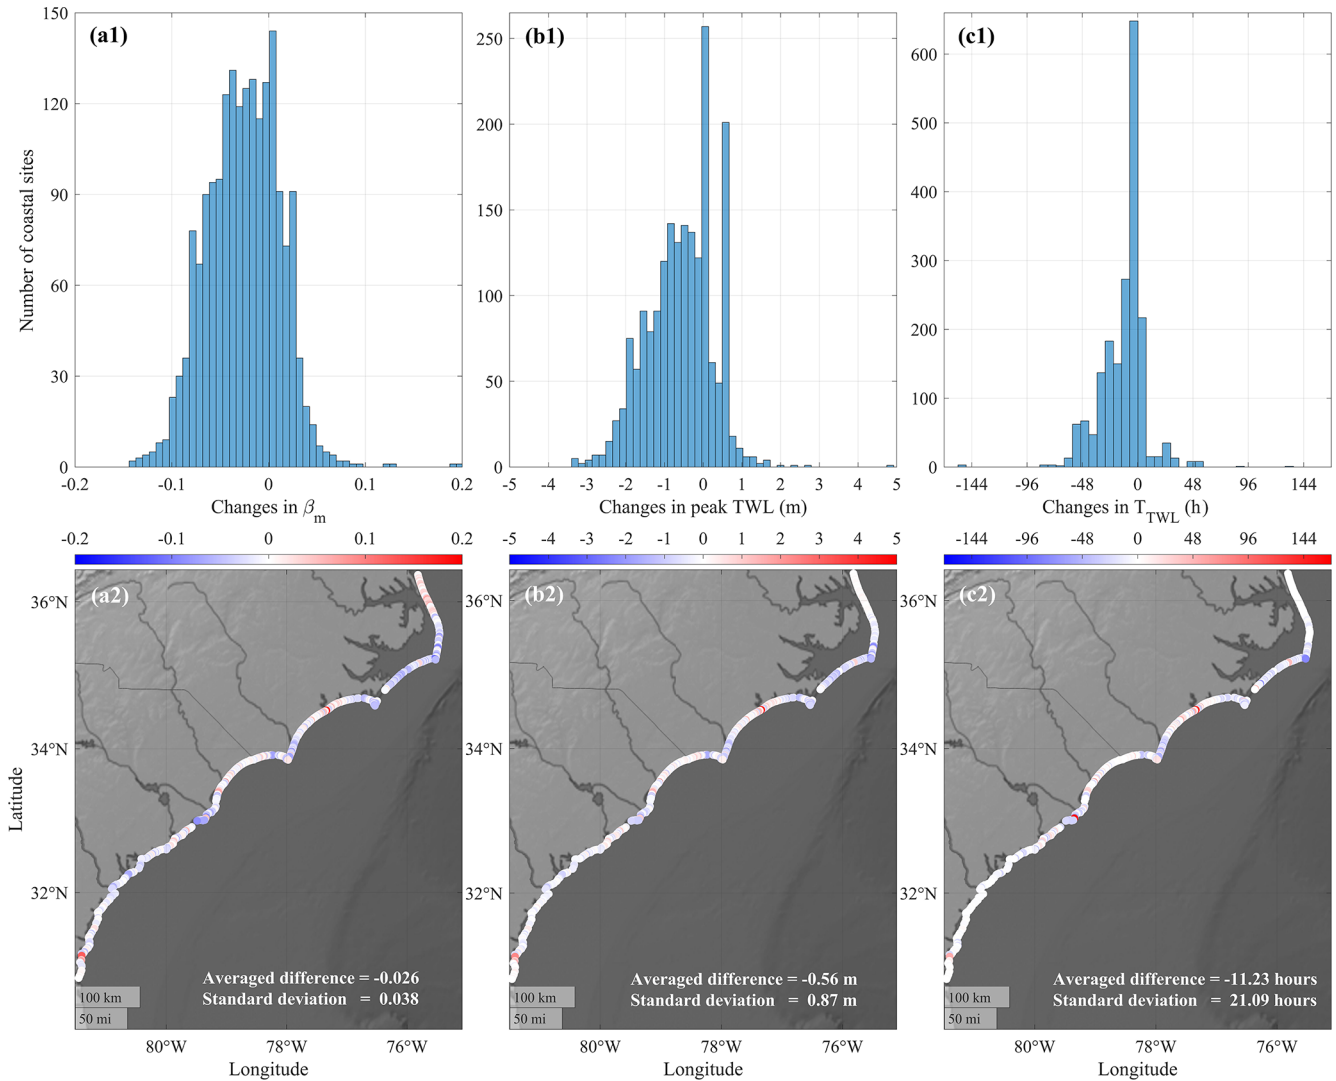 (a1)
150
120
90
60
30
0
Number of coastal sites
-0.2 -0.1 0 0.1 0.2
Changes in βm
(b1)
250
200
150
100
50
0
-5 -4 -3 -2 -1 0 1 2 3 4 5
Changes in peak TWL (m)
(c1)
600
500
400
300
200
100
0
-144 -96 -48 0 48 96 144
Changes in TTWL (h)
-0.2 -0.1 0 0.1 0.2
(a2)
36°N
34°N
32°N
Latitude
Averaged difference = -0.026
Standard deviation = 0.038
100 km
50 mi
80°W 78°W 76°W
Longitude
-5 -4 -3 -2 -1 0 1 2 3 4 5
(b2)
36°N
34°N
32°N
Averaged difference = -0.56 m
Standard deviation = 0.87 m
100 km
50 mi
80°W 78°W 76°W
Longitude
-144 -96 -48 0 48 96 144
(c2)
36°N
34°N
32°N
Averaged difference = -11.23 hours
Standard deviation = 21.09 hours
100 km
50 mi
80°W 78°W 76°W
Longitude